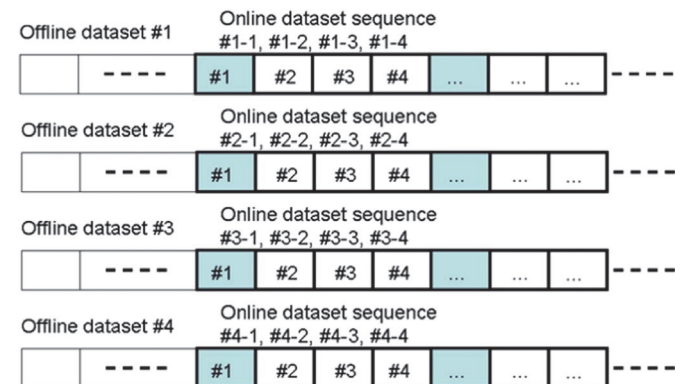 Offline dataset #1
Online dataset sequence
#1-1, #1-2, #1-3, #1-4
#1 #2 #3 #4 ... ... ...
Offline dataset #2
Online dataset sequence
#2-1, #2-2, #2-3, #2-4
#1 #2 #3 #4 ... ... ...
Offline dataset #3
Online dataset sequence
#3-1, #3-2, #3-3, #3-4
#1 #2 #3 #4 ... ... ...
Offline dataset #4
Online dataset sequence
#4-1, #4-2, #4-3, #4-4
#1 #2 #3 #4 ... ... ...